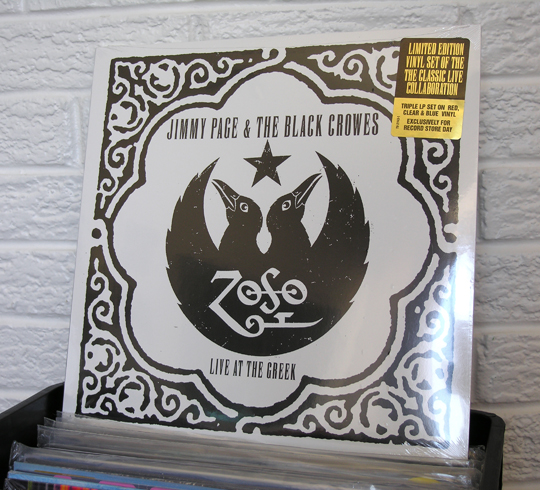 LIMITED EDITION
VINYL SET OF THE
THE CLASSIC LIVE
COLLABORATION
TRIPLE LP SET ON RED,
CLEAR & BLUE VINYL
EXCLUSIVELY FOR
RECORD STORE DAY
JIMMY PAGE & THE BLACK CROWES
ZOSO
LIVE AT THE GREEK